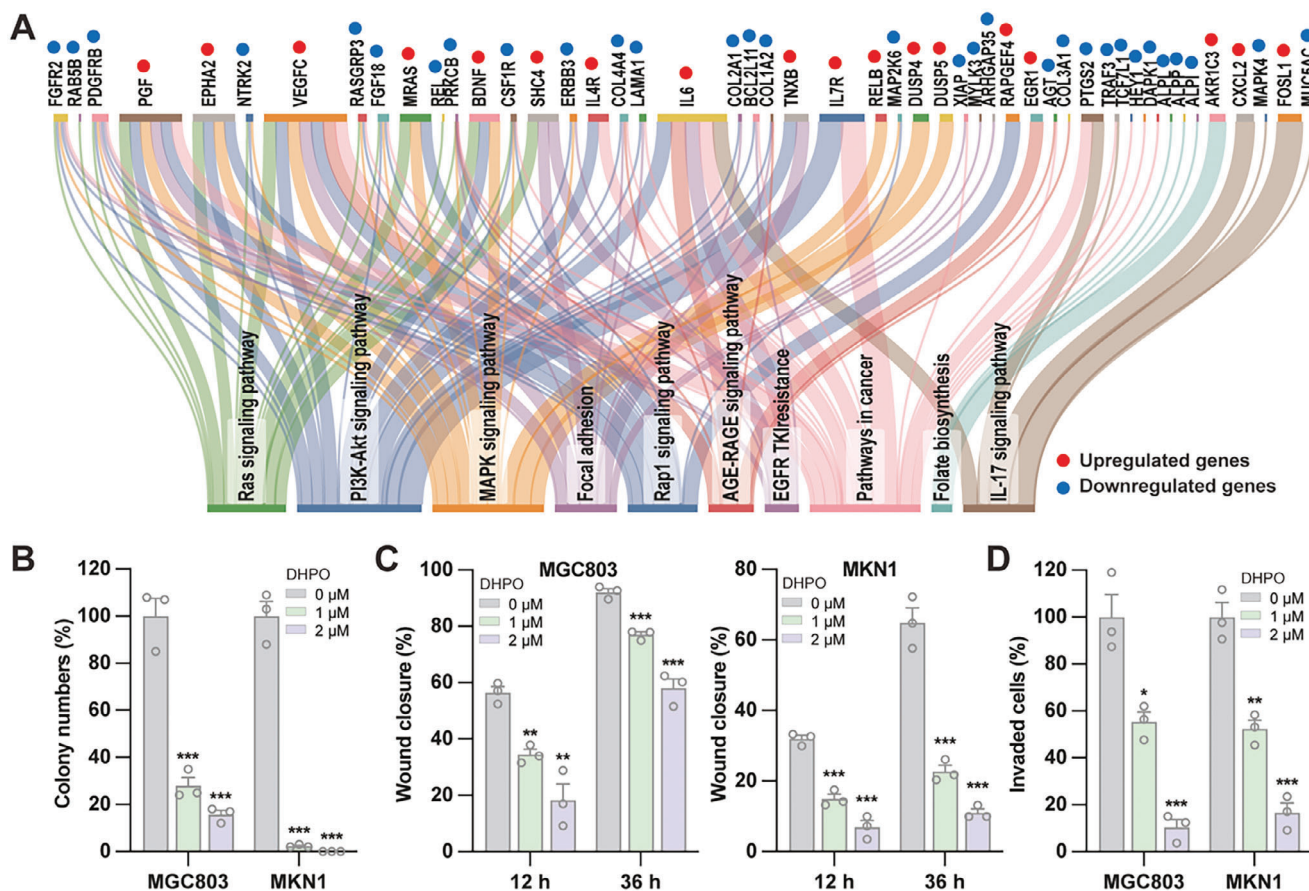 A
FGFR2
RAB5B
PDGFRB
PGF
EPHA2
NTRK2
VEGFC
RASGRP3
FGF18
MRAS
PRKCB
BDNF
CSF1R
SHC4
ERBB3
IL4R
COL4A4
LAMA1
IL6
COL2A1
BCL2L11
COL1A2
TNXB
IL7R
RELB
MAP2K6
DUSP4
DUSP5
XIAP
MYLK3
ARHGAP35
RAPGEF4
EGR1
AGT
COL3A1
PTGS2
TRAF3
TCF7L1
HEY1
DAPK1
ALPL
ALPI
AKR1C3
CXCL2
MAPK4
FOSL1
MUC5AC
Ras signaling pathway
PI3K-Akt signaling pathway
MAPK signaling pathway
Focal adhesion
Rap1 signaling pathway
AGE-RAGE signaling pathway
EGFR TKIresistance
Pathways in cancer
Folate biosynthesis
IL-17 signaling pathway
Upregulated genes
Downregulated genes
B
Colony numbers (%)
120
100
80
60
40
20
0
DHPO
0 µM
1 µM
2 µM
***
***
***
***
MGC803
MKN1
C
MGC803
Wound closure (%)
100
80
60
40
20
0
DHPO
0 µM
1 µM
2 µM
**
**
***
***
12 h
36 h
MKN1
Wound closure (%)
80
60
40
20
0
DHPO
0 µM
1 µM
2 µM
***
***
***
***
12 h
36 h
D
Invaded cells (%)
120
100
80
60
40
20
0
DHPO
0 µM
1 µM
2 µM
*
***
**
***
MGC803
MKN1